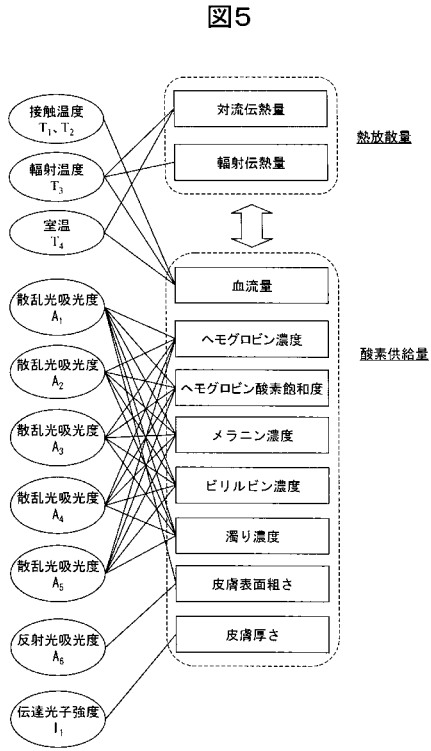 図5
接触温度
T1、T2
輻射温度
T3
室温
T4
散乱光吸光度
A1
散乱光吸光度
A2
散乱光吸光度
A3
散乱光吸光度
A4
散乱光吸光度
A5
反射光吸光度
A6
伝達光子強度
I1
対流伝熱量
輻射伝熱量
熱放散量
血流量
ヘモグロビン濃度
ヘモグロビン酸素飽和度
メラニン濃度
ビリルビン濃度
濁り濃度
皮膚表面粗さ
皮膚厚さ
酸素供給量